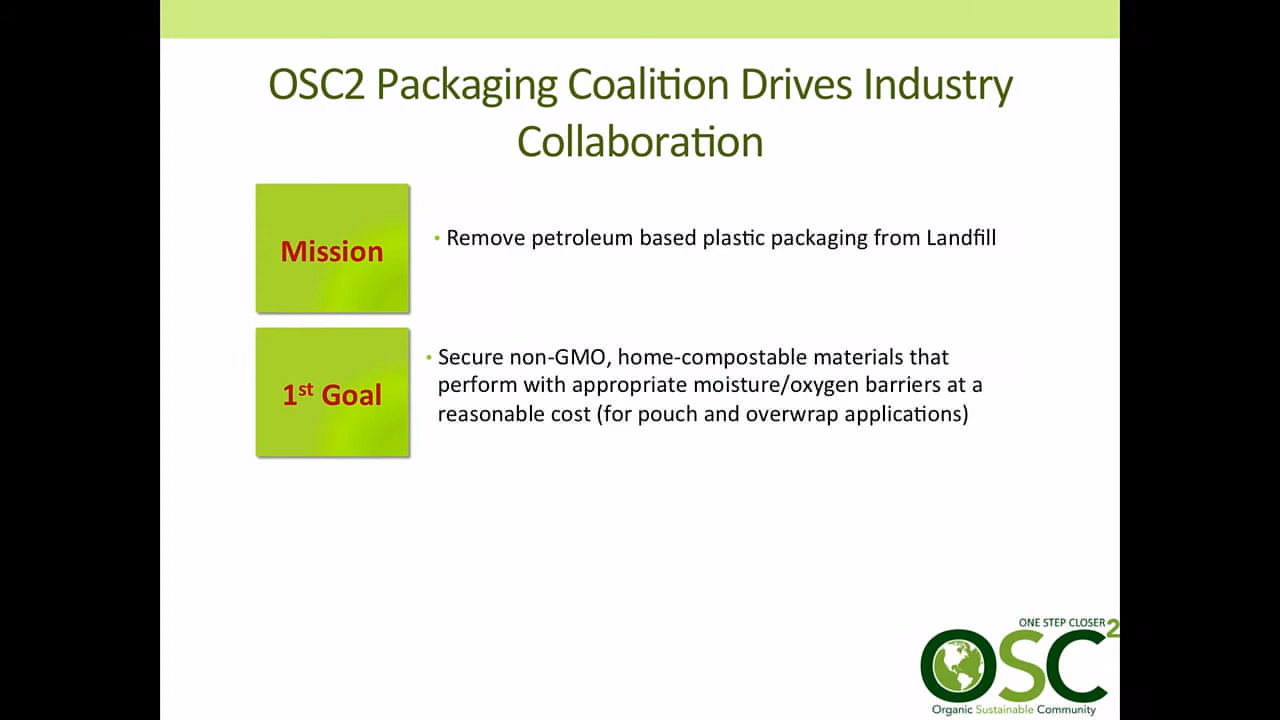 OSC2 Packaging Coalition Drives Industry
Collaboration
Mission
• Remove petroleum based plastic packaging from Landfill
1st Goal
• Secure non-GMO, home-compostable materials that
perform with appropriate moisture/oxygen barriers at a
reasonable cost (for pouch and overwrap applications)
ONE STEP CLOSER
OSC2
Organic Sustainable Community